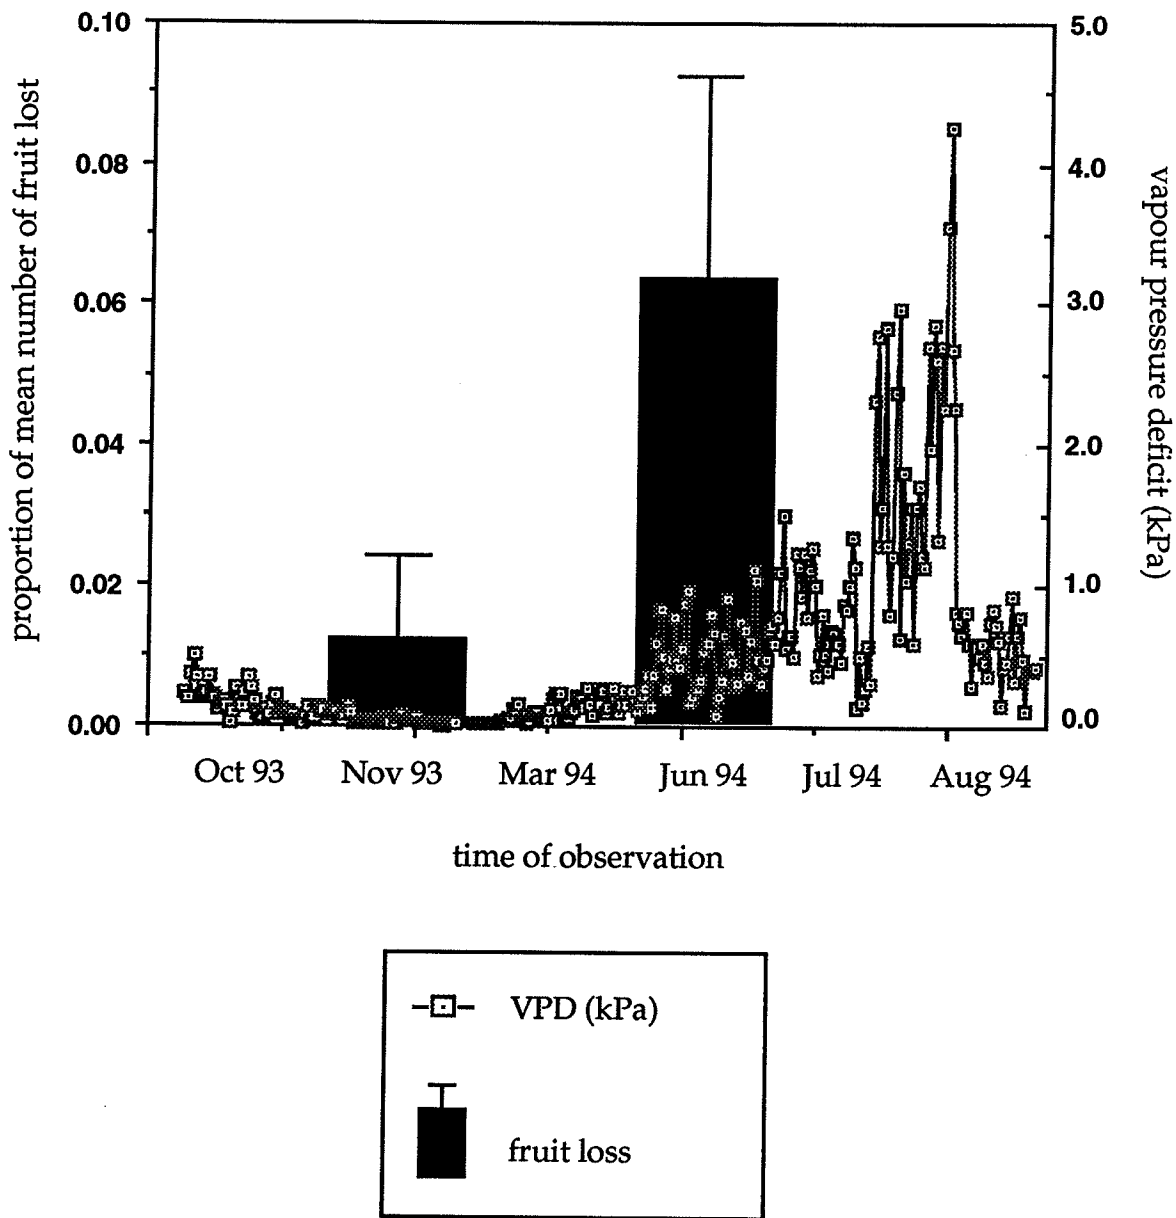 proportion of mean number of fruit lost
0.10
0.08
0.06
0.04
0.02
0.00
5.0
4.0
3.0
2.0
1.0
0.0
vapour pressure deficit (kPa)
Oct 93 Nov 93 Mar 94 Jun 94 Jul 94 Aug 94
time of observation
VPD (kPa)
fruit loss